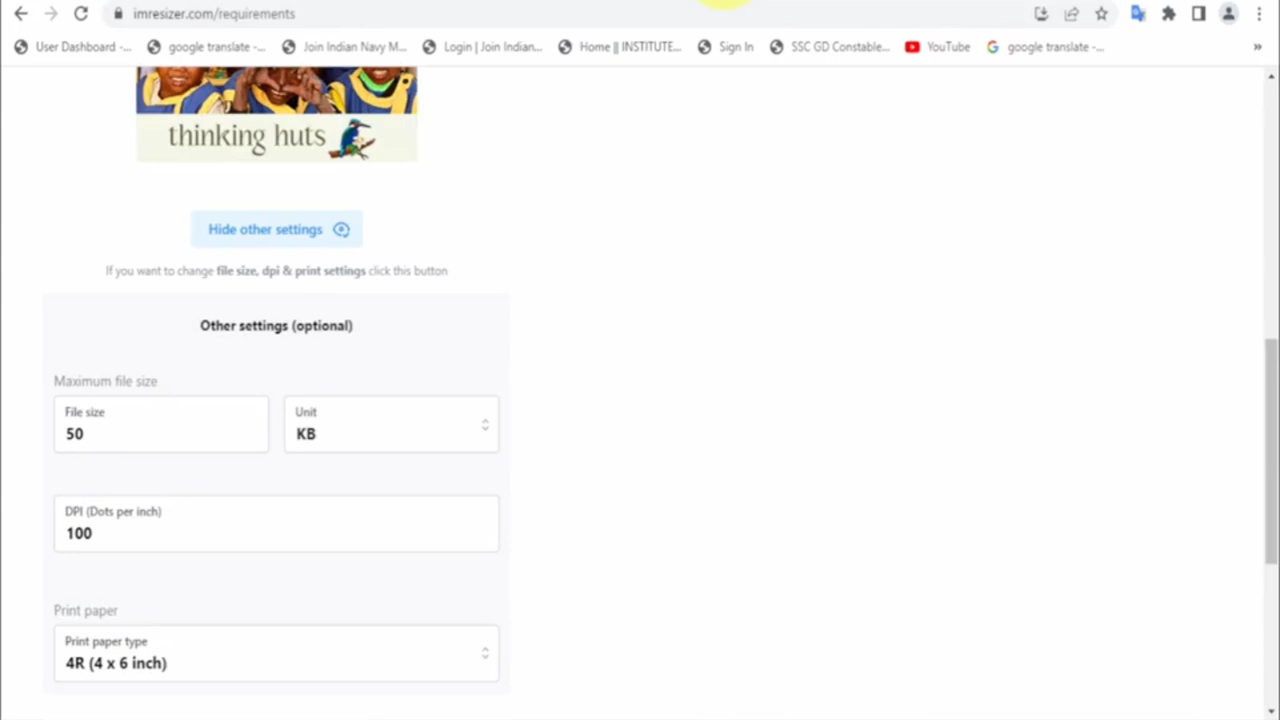 imresizer.com/requirements
User Dashboard -... google translate -... Join Indian Navy M... Login | Join Indian... Home || INSTITUTE... Sign In SSC GD Constable... YouTube google translate -... »
thinking huts
Hide other settings
If you want to change file size, dpi & print settings click this button
Other settings (optional)
Maximum file size
File size Unit
50 KB
DPI (Dots per inch)
100
Print paper
Print paper type
4R (4 x 6 inch)